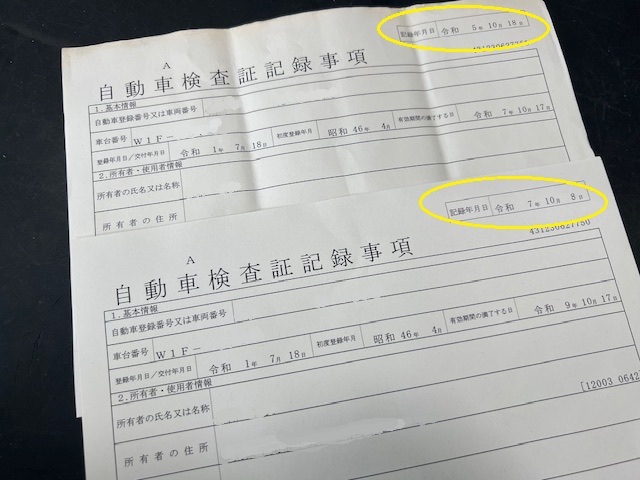 記録年月日 令和 5年 10月 18日
A
自動車検査証記録事項
1.基本情報
自動車登録番号又は車両番号
車台番号 W1F－ 初度登録年月 昭和 46年 4月 有効期間の満了する日 令和 7年 10月 17日
登録年月日/交付年月日 令和 1年 7月 18日
2.所有者・使用者情報
所有者の氏名又は名称
所有者の住所
記録年月日 令和 7年 10月 8日
431230627750
A
自動車検査証記録事項
1.基本情報
自動車登録番号又は車両番号
車台番号 W1F－
登録年月日/交付年月日 令和 1年 7月 18日 初度登録年月 昭和 46年 4月 有効期間の満了する日 令和 9年 10月 17日
2.所有者・使用者情報
[12003 0642]
所有者の氏名又は名称
所有者の住所